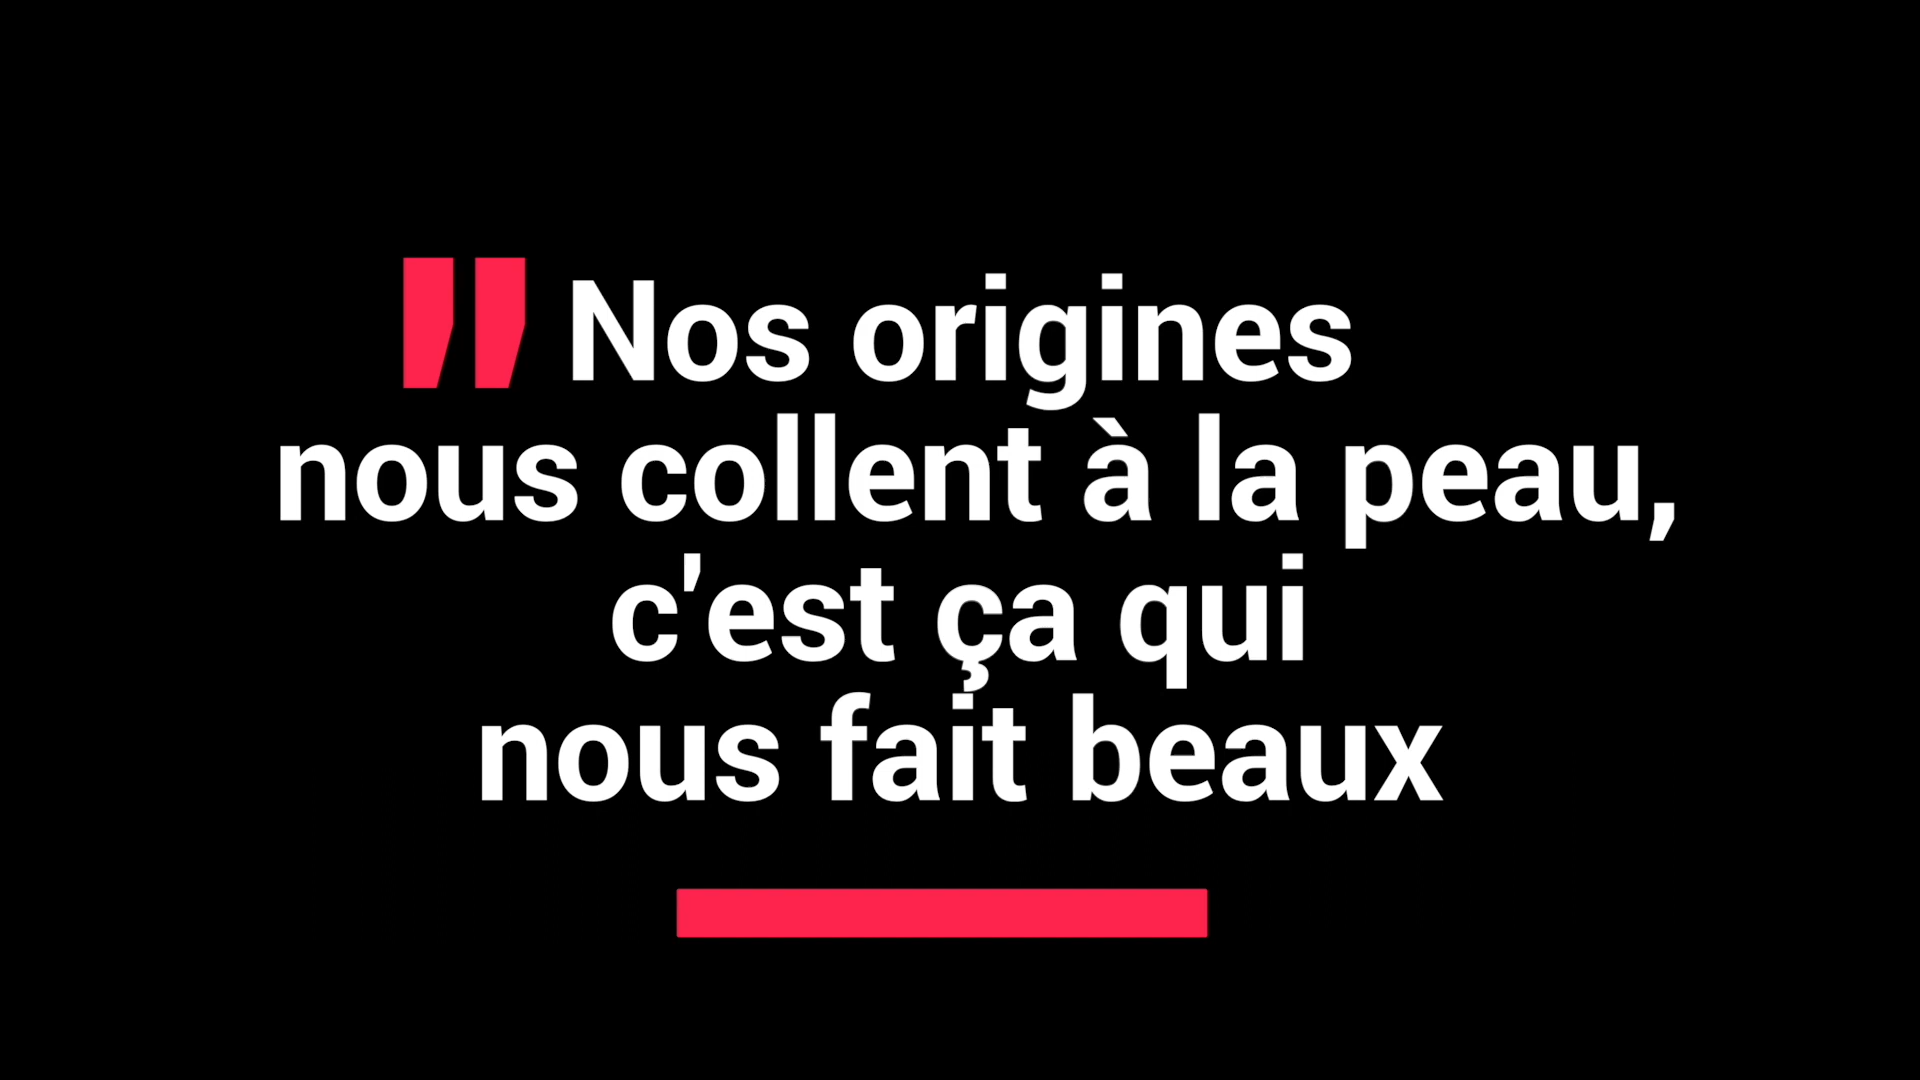 " Nos origines
nous collent à la peau,
c'est ça qui
nous fait beaux